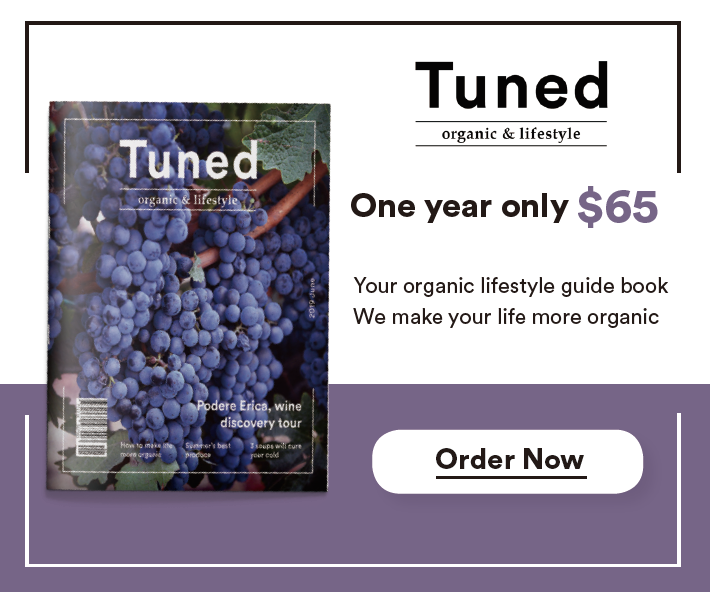 Tuned
organic & lifestyle
One year only $65
Your organic lifestyle guide book
We make your life more organic
Order Now
Tuned
organic & lifestyle
2019 June
Podere Erica, wine
discovery tour
How to make life
more organic
Summer's best
produce
2 soups will cure
your cold